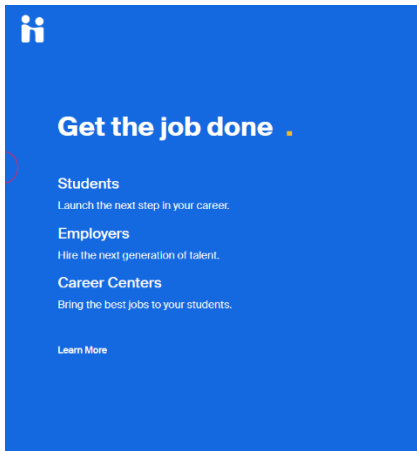 Get the job done .
Students
Launch the next step in your career.
Employers
Hire the next generation of talent.
Career Centers
Bring the best jobs to your students.
Learn More